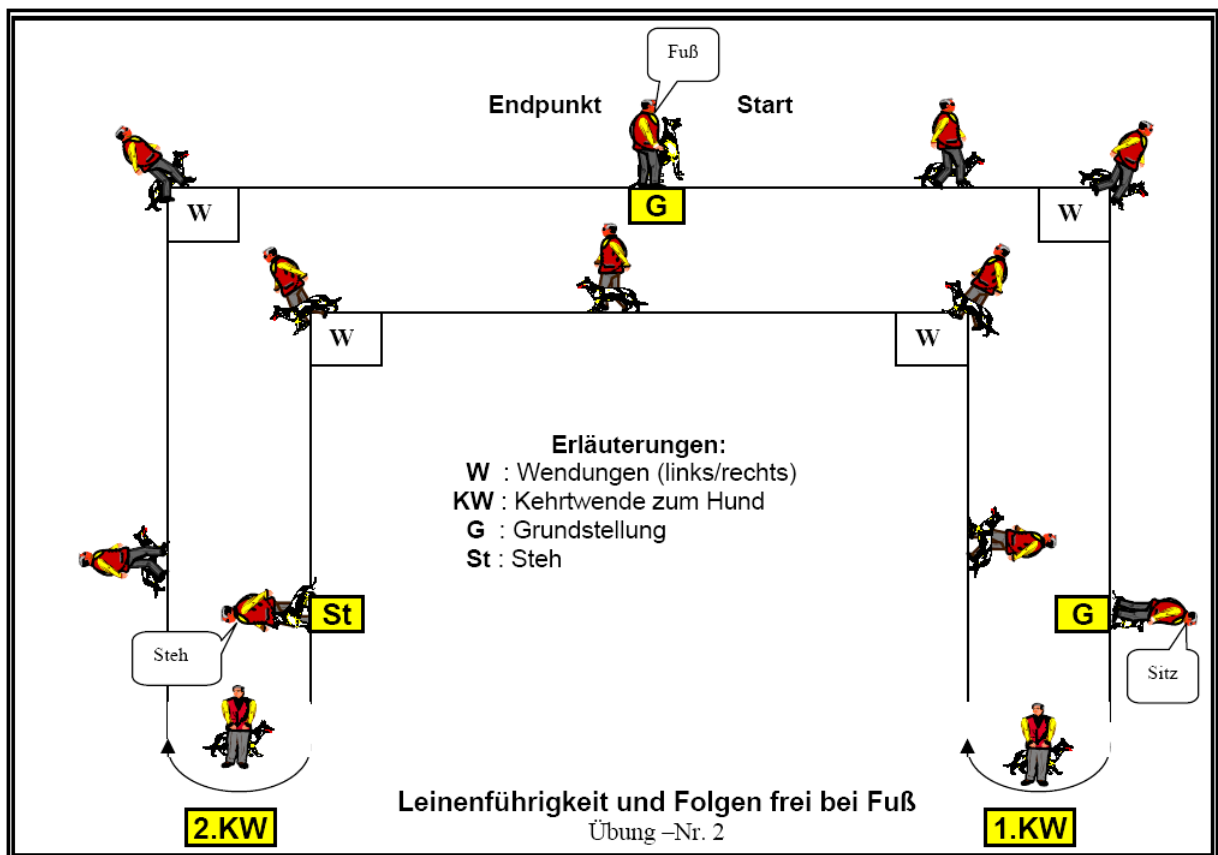 Fuß
Endpunkt Start
G
W W
W W
Erläuterungen:
W : Wendungen (links/rechts)
KW : Kehrtwende zum Hund
G : Grundstellung
St : Steh
St
G
Steh
Sitz
Leinenführigkeit und Folgen frei bei Fuß
2.KW
Übung –Nr. 2
1.KW